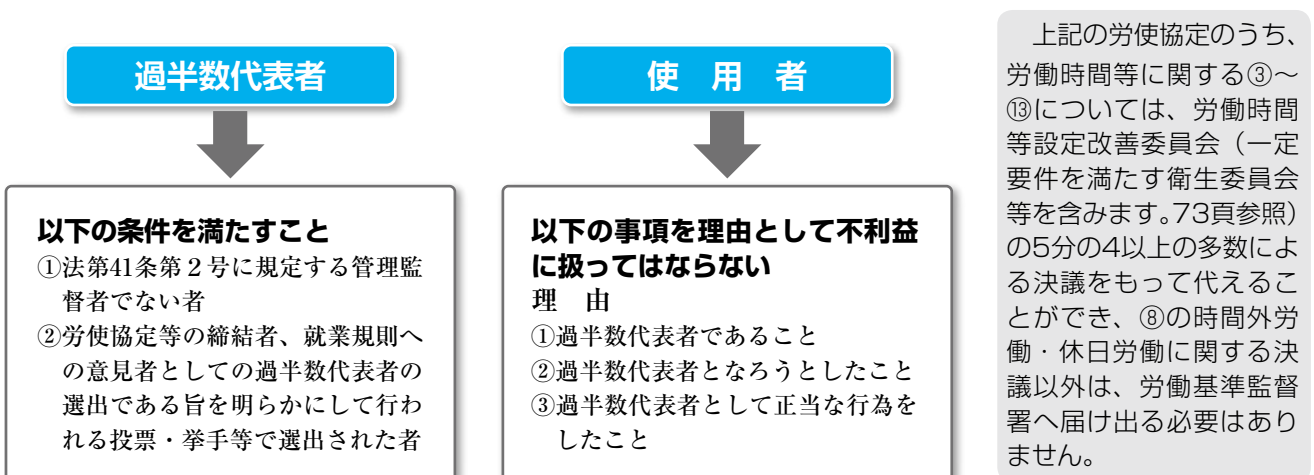 過半数代表者
以下の条件を満たすこと
①法第41条第２号に規定する管理監
督者でない者
②労使協定等の締結者、就業規則へ
の意見者としての過半数代表者の
選出である旨を明らかにして行わ
れる投票・挙手等で選出された者
使　用　者
以下の事項を理由として不利益
に扱ってはならない
理　由
①過半数代表者であること
②過半数代表者となろうとしたこと
③過半数代表者として正当な行為を
したこと
上記の労使協定のうち、
労働時間等に関する③～
⑬については、労働時間
等設定改善委員会（一定
要件を満たす衛生委員会
等を含みます。73頁参照）
の5分の4以上の多数によ
る決議をもって代えるこ
とができ、⑧の時間外労
働・休日労働に関する決
議以外は、労働基準監督
署へ届け出る必要はあり
ません。